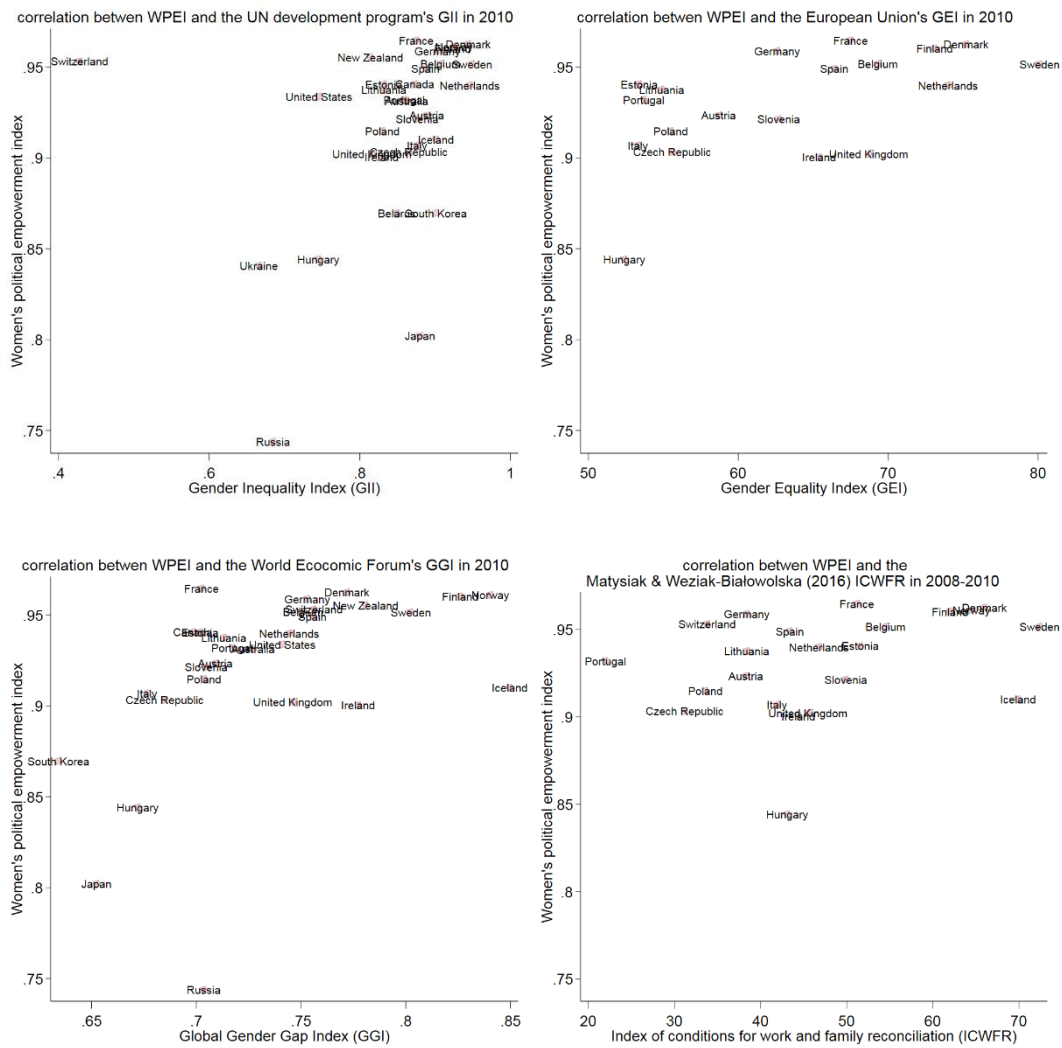 correlation betwen WPEI and the UN development program's GII in 2010
Women's political empowerment index
.95
.9
.85
.8
.75
Switzerland
France
New Zealand
Denmark
Norway
Finland
Germany
Belgium
Sweden
Spain
Estonia
Canada
Netherlands
Lithuania
United States
Portugal
Australia
Austria
Slovenia
Poland
Iceland
Italy
Czech Republic
United Kingdom
Ireland
Belarus
South Korea
Hungary
Ukraine
Japan
Russia
.4 .6 .8 1
Gender Inequality Index (GII)
correlation betwen WPEI and the European Union's GEI in 2010
Women's political empowerment index
.95
.9
.85
.8
.75
France
Denmark
Finland
Germany
Belgium
Sweden
Spain
Estonia
Netherlands
Lithuania
Portugal
Austria
Slovenia
Poland
Italy
Czech Republic
United Kingdom
Ireland
Hungary
50 60 70 80
Gender Equality Index (GEI)
correlation betwen WPEI and the World Ecocomic Forum's GGI in 2010
Women's political empowerment index
.95
.9
.85
.8
.75
France
Denmark
Norway
Finland
Germany
New Zealand
Switzerland
Belgium
Sweden
Spain
Canada
Estonia
Netherlands
Lithuania
United States
Portugal
Australia
Austria
Slovenia
Poland
Iceland
Italy
Czech Republic
United Kingdom
Ireland
South Korea
Hungary
Japan
Russia
.65 .7 .75 .8 .85
Global Gender Gap Index (GGI)
correlation betwen WPEI and the
Matysiak & Weziak-Białowolska (2016) ICWFR in 2008-2010
Women's political empowerment index
.95
.9
.85
.8
.75
France
Denmark
Norway
Finland
Germany
Switzerland
Belgium
Sweden
Spain
Estonia
Netherlands
Lithuania
Portugal
Austria
Slovenia
Poland
Iceland
Italy
Czech Republic
United Kingdom
Ireland
Hungary
20 30 40 50 60 70
Index of conditions for work and family reconciliation (ICWFR)